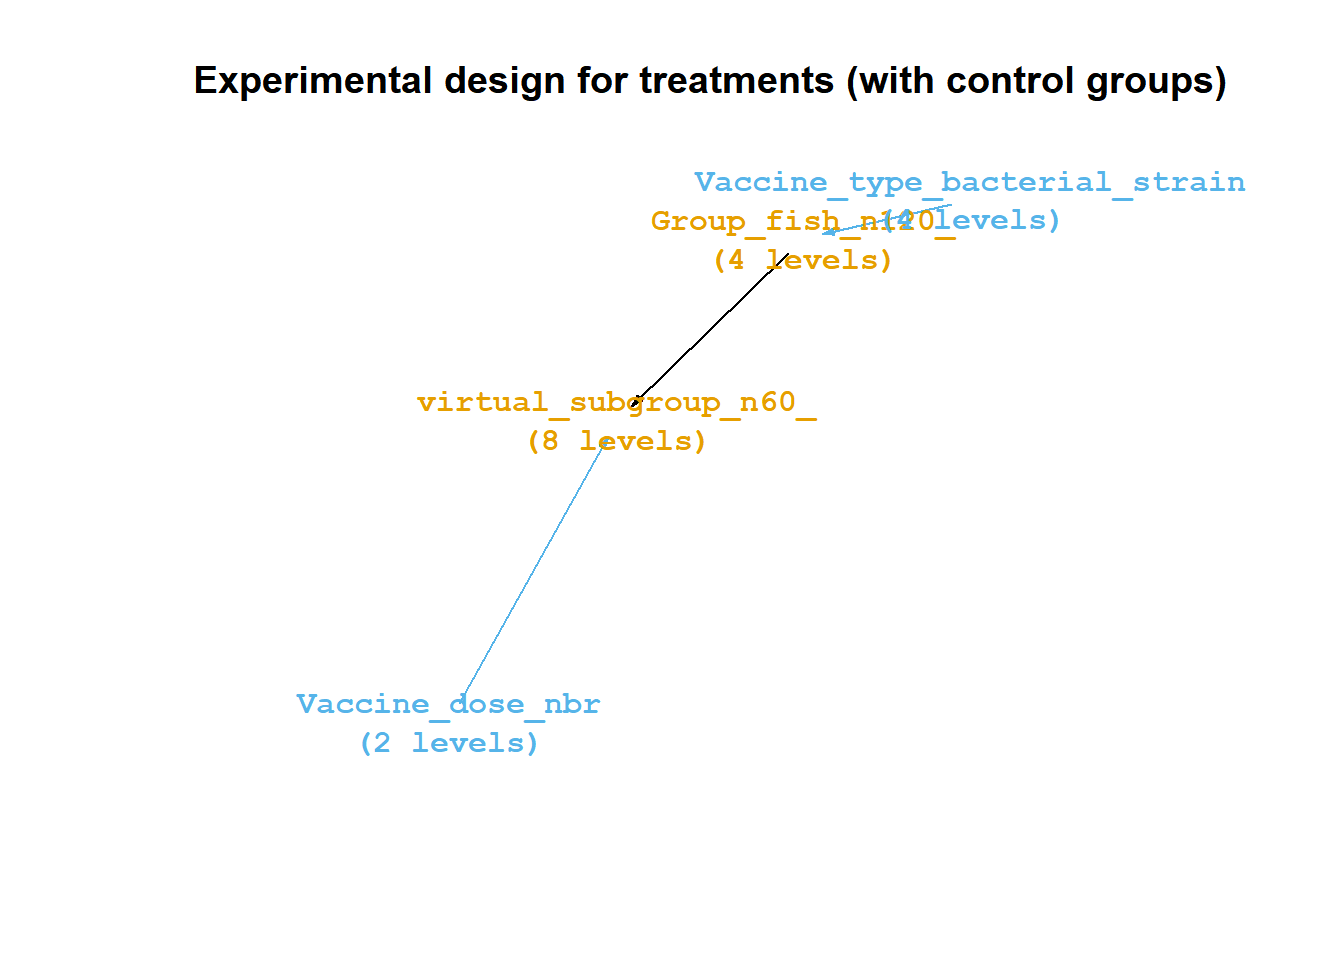 Experimental design for treatments (with control groups)
Vaccine_type_bacterial_strain
(4 levels)
Group_fish_n120_
(4 levels)
virtual_subgroup_n60_
(8 levels)
Vaccine_dose_nbr
(2 levels)